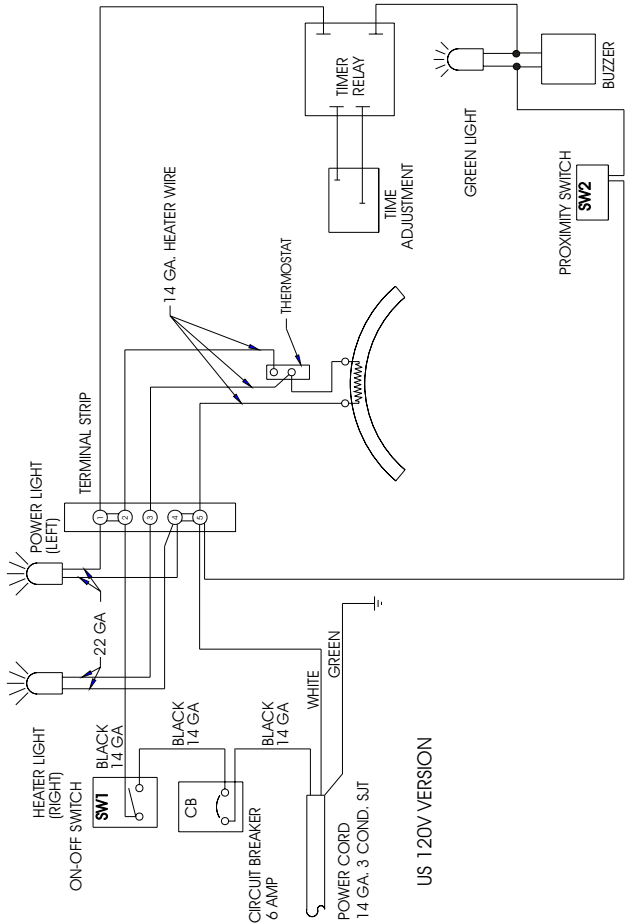 HEATER LIGHT
(RIGHT)
POWER LIGHT
(LEFT)
ON-OFF SWITCH
SW1
22 GA
TERMINAL STRIP
1
2
3
4
5
BLACK
14 GA
BLACK
14 GA
CB
BLACK
14 GA
CIRCUIT BREAKER
6 AMP
WHITE
GREEN
POWER CORD
14 GA. 3 COND. SJT
14 GA. HEATER WIRE
THERMOSTAT
TIMER
RELAY
TIME
ADJUSTMENT
GREEN LIGHT
BUZZER
PROXIMITY SWITCH
SW2
US 120V VERSION